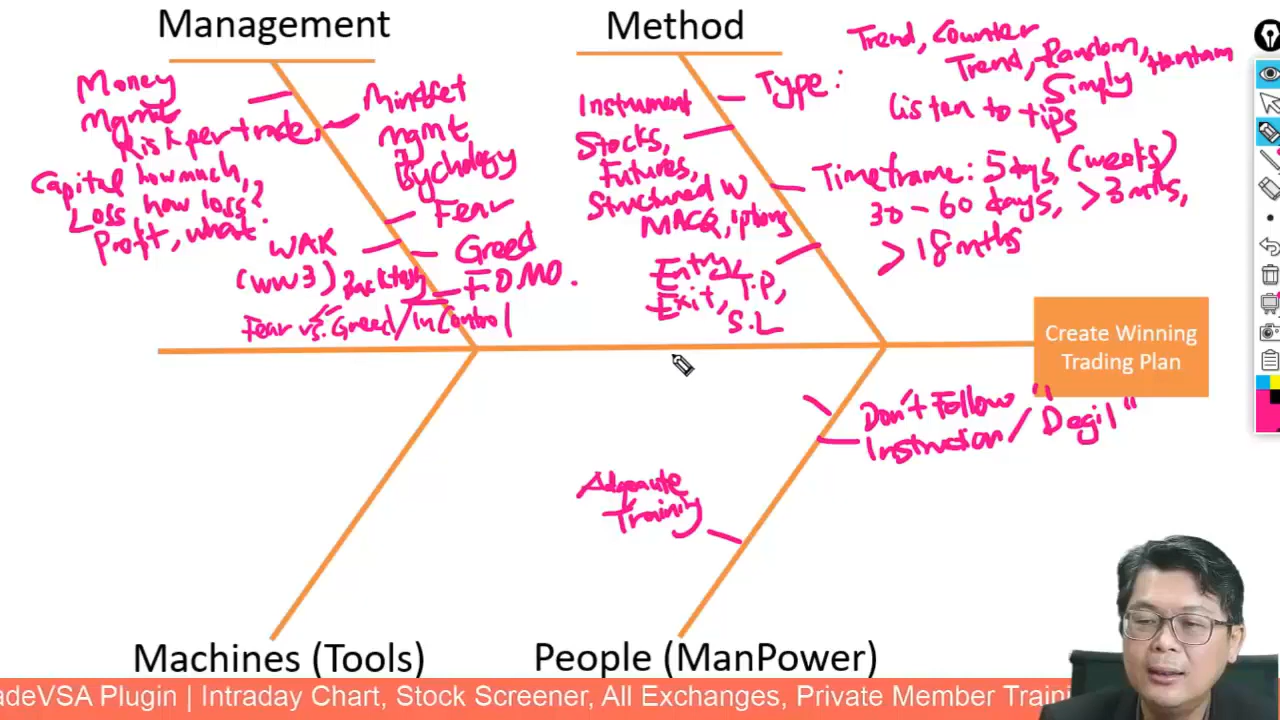 Management
Money
Mgmt
Risk per trade,
Capital how much,
Loss how loss?
Profit, what
Mindset
Mgmt
Psychology
Fear
Greed
F.O.M.O.
WAK
(WW3) Backtest
Fear vs. Greed/In Control
Method
Instrument
Stocks,
Futures,
Structured W
MACQ, options
Entry,
Exit, T.P,
S.L
Type:
Trend, Counter
Trend, Random, Hantam
Simply
Listen to tips
Timeframe: 5 days, (weeks)
30-60 days, >3 mths,
>18 mths
Create Winning
Trading Plan
Don't Follow
Instruction/"Degil"
Adequate
Training
Machines (Tools)
People (ManPower)
adeVSA Plugin | Intraday Chart, Stock Screener, All Exchanges, Private Member Traini